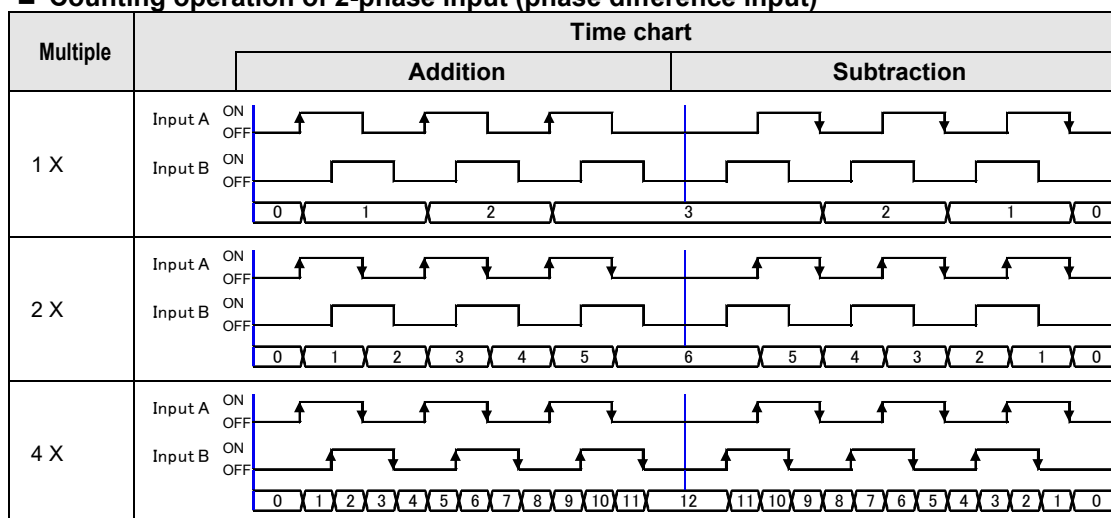 ■ Counting operation of 2-phase input (phase difference input)
Multiple
Time chart
Addition
Subtraction
1 X
Input A
ON
OFF
Input B
ON
OFF
0 1 2 3 2 1 0
2 X
Input A
ON
OFF
Input B
ON
OFF
0 1 2 3 4 5 6 5 4 3 2 1 0
4 X
Input A
ON
OFF
Input B
ON
OFF
0 1 2 3 4 5 6 7 8 9 10 11 12 11 10 9 8 7 6 5 4 3 2 1 0